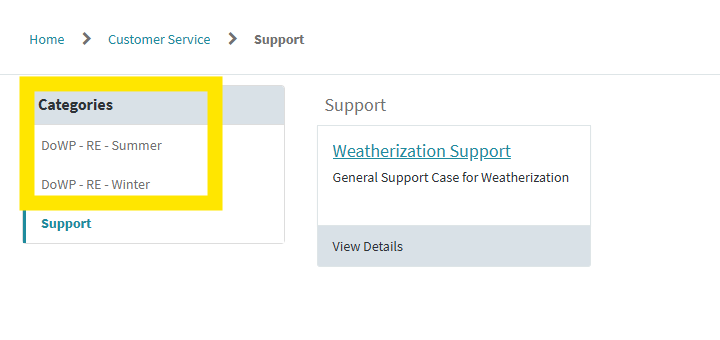 Home > Customer Service > Support
Categories
DoWP - RE - Summer
DoWP - RE - Winter
Support
Support
Weatherization Support
General Support Case for Weatherization
View Details